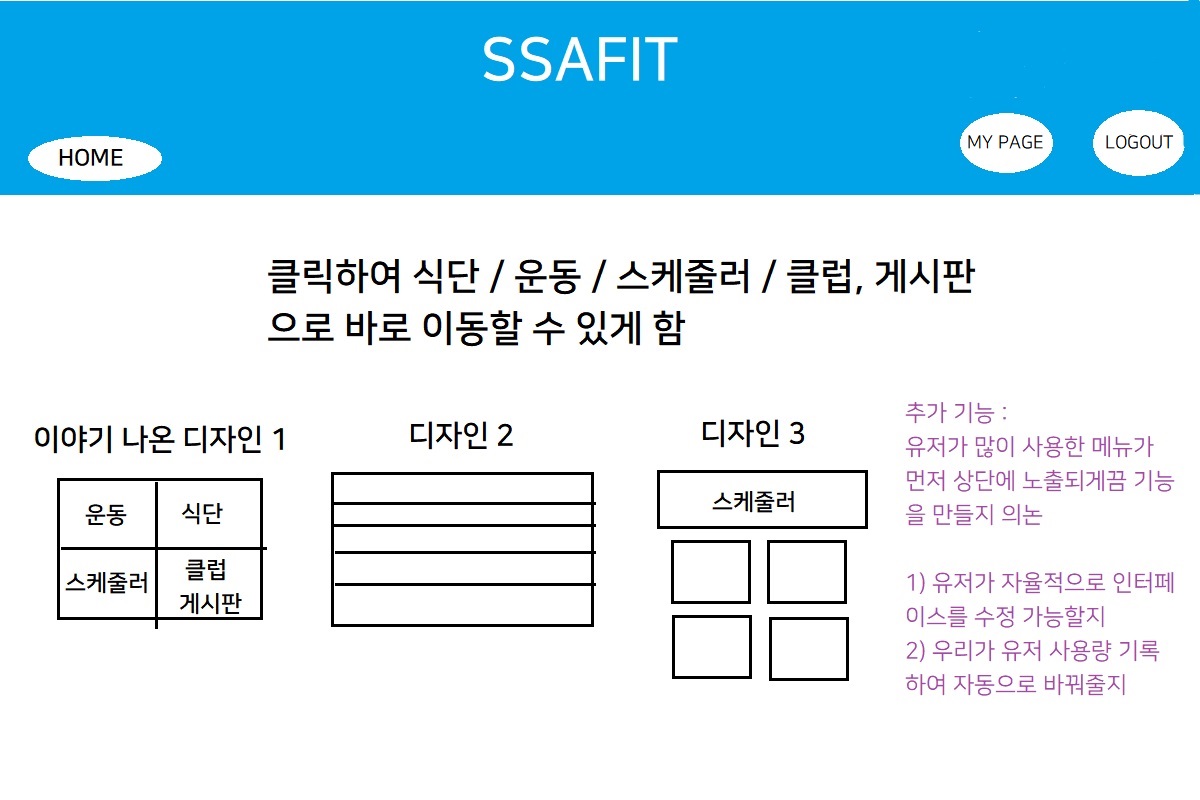 SSAFIT
HOME
MY PAGE
LOGOUT
클릭하여 식단 / 운동 / 스케줄러 / 클럽, 게시판
으로 바로 이동할 수 있게 함
이야기 나온 디자인 1
운동
식단
스케줄러
클럽
게시판
디자인 2
디자인 3
스케줄러
추가 기능 :
유저가 많이 사용한 메뉴가
먼저 상단에 노출되게끔 기능
을 만들지 의논
1) 유저가 자율적으로 인터페
이스를 수정 가능할지
2) 우리가 유저 사용량 기록
하여 자동으로 바꿔줄지